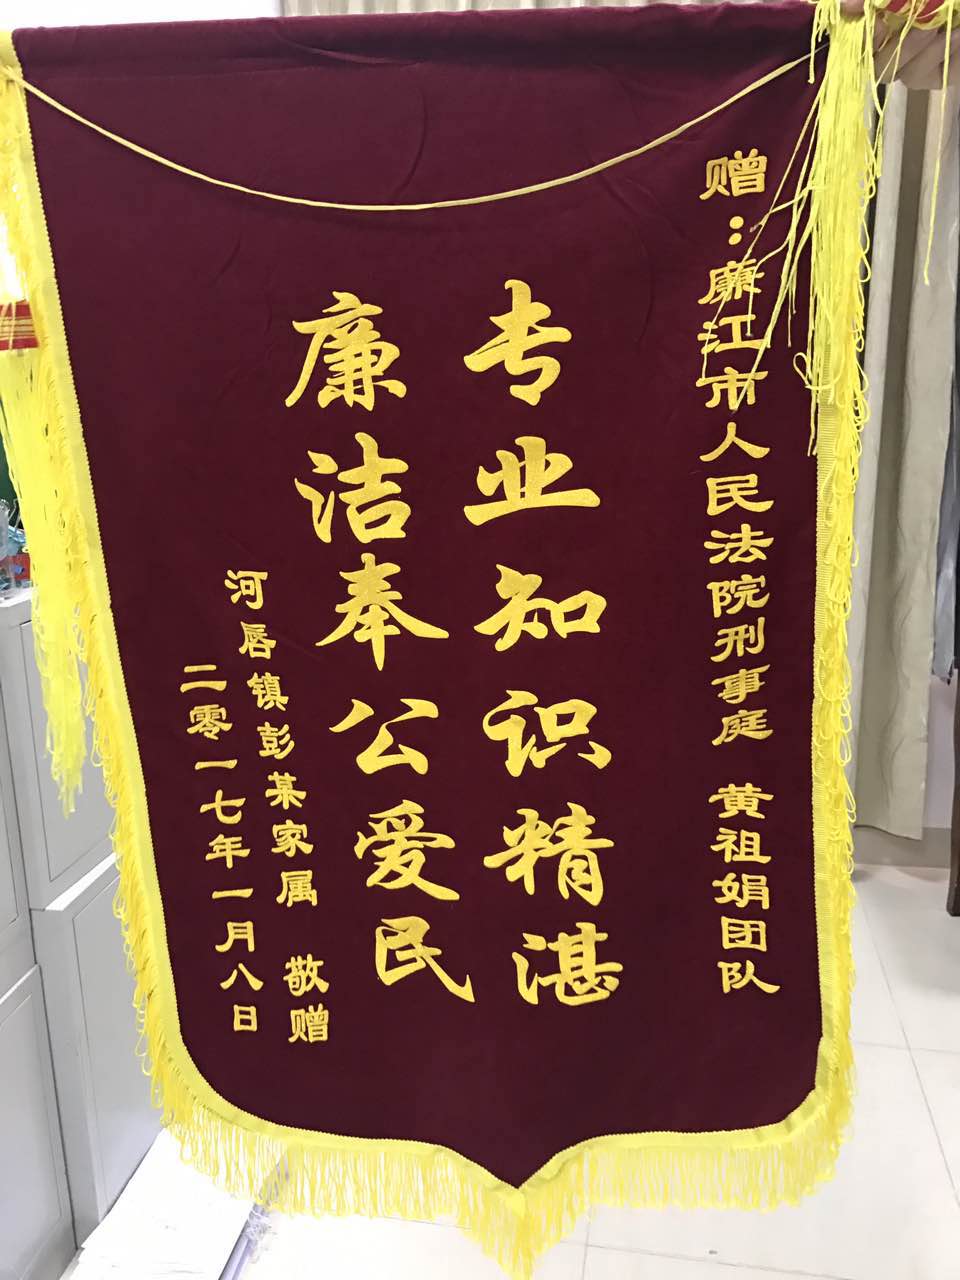 赠：廉江市人民法院刑事庭 黄祖娟团队
专业知识精湛
廉洁奉公爱民
河唇镇彭某家属 敬赠
二零一七年一月八日